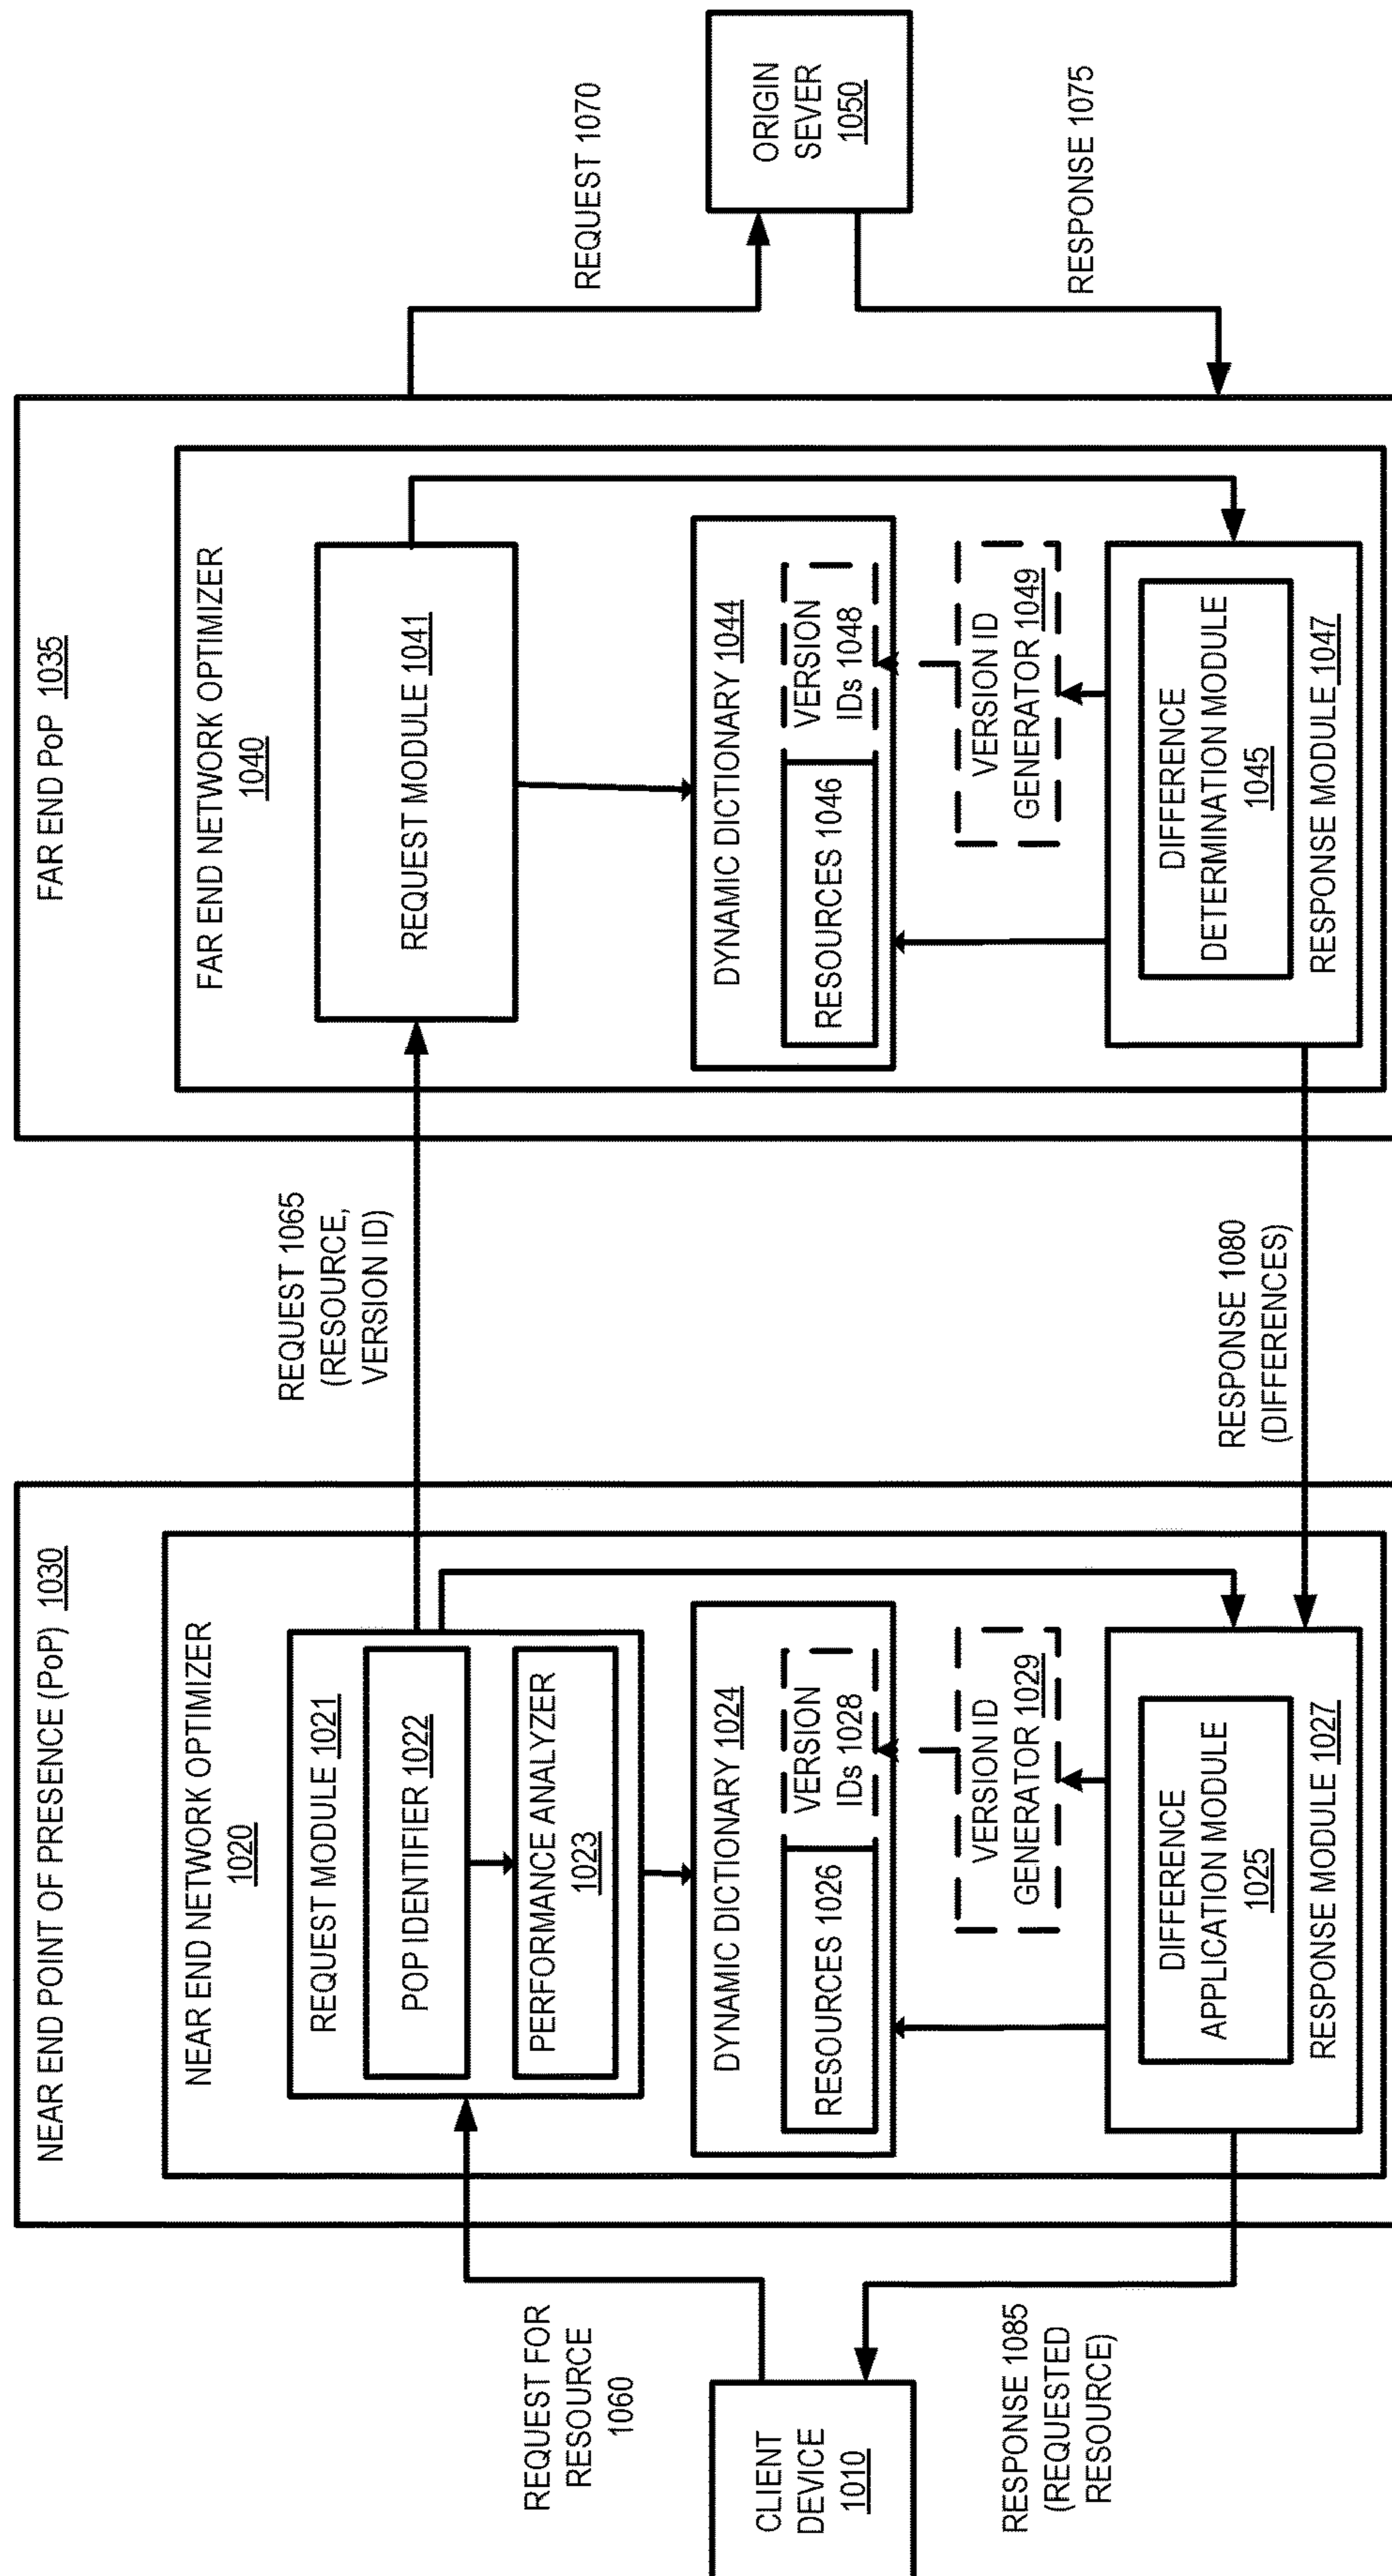 NEAR END POINT OF PRESENCE (PoP) 1030
NEAR END NETWORK OPTIMIZER
1020
REQUEST MODULE 1021
POP IDENTIFIER 1022
PERFORMANCE ANALYZER
1023
DYNAMIC DICTIONARY 1024
RESOURCES 1026
VERSION
IDs 1028
VERSION ID
GENERATOR 1029
DIFFERENCE
APPLICATION MODULE
1025
RESPONSE MODULE 1027
REQUEST FOR
RESOURCE
1060
CLIENT
DEVICE
1010
RESPONSE 1085
(REQUESTED
RESOURCE)
REQUEST 1065
(RESOURCE,
VERSION ID)
RESPONSE 1080
(DIFFERENCES)
FAR END PoP 1035
FAR END NETWORK OPTIMIZER
1040
REQUEST MODULE 1041
DYNAMIC DICTIONARY 1044
RESOURCES 1046
VERSION
IDs 1048
VERSION ID
GENERATOR 1049
DIFFERENCE
DETERMINATION MODULE
1045
RESPONSE MODULE 1047
REQUEST 1070
ORIGIN
SEVER
1050
RESPONSE 1075